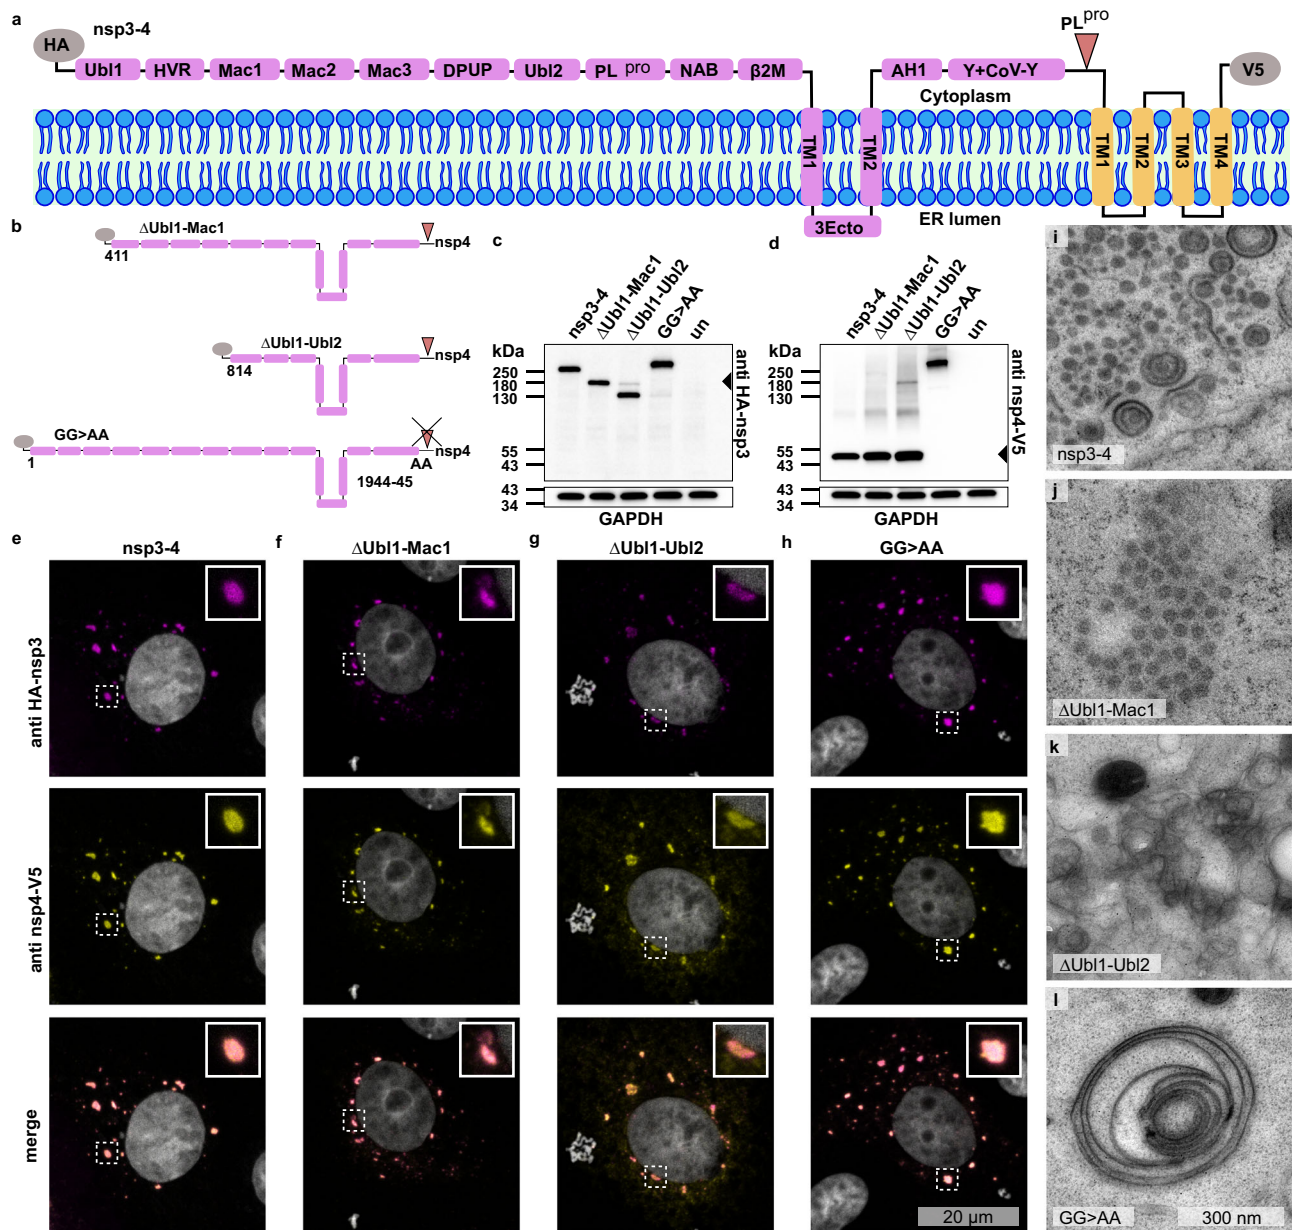 a
nsp3-4
HA
Ubl1
HVR
Mac1
Mac2
Mac3
DPUP
Ubl2
PL pro
NAB
β2M
AH1
Y+CoV-Y
PLpro
V5
Cytoplasm
TM1
TM2
TM1
TM2
TM3
TM4
3Ecto
ER lumen
b
ΔUbl1-Mac1
nsp4
411
ΔUbl1-Ubl2
nsp4
814
GG>AA
nsp4
1
AA
1944-45
c
nsp3-4
ΔUbl1-Mac1
ΔUbl1-Ubl2
GG>AA
un
kDa
250
180
130
55
43
43
34
anti HA-nsp3
GAPDH
d
nsp3-4
ΔUbl1-Mac1
ΔUbl1-Ubl2
GG>AA
un
kDa
250
180
130
55
43
43
34
anti nsp4-V5
GAPDH
e
nsp3-4
f
ΔUbl1-Mac1
g
ΔUbl1-Ubl2
h
GG>AA
anti HA-nsp3
anti nsp4-V5
merge
20 µm
i
nsp3-4
j
ΔUbl1-Mac1
k
ΔUbl1-Ubl2
l
GG>AA
300 nm